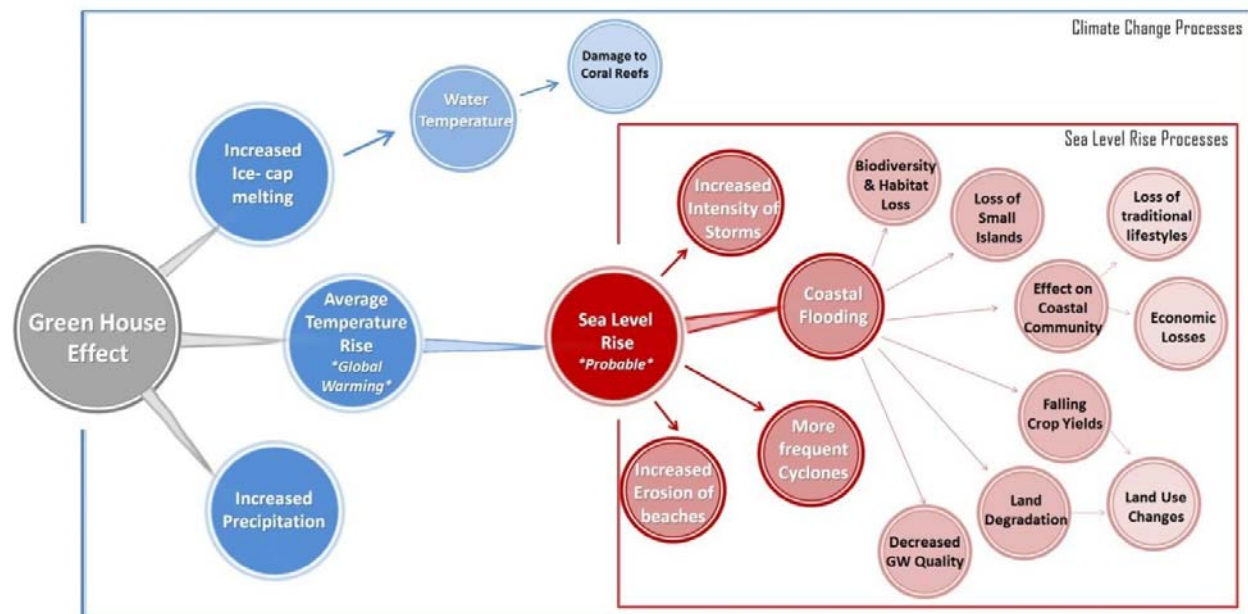 Climate Change Processes
Damage to
Coral Reefs
Water
Temperature
Increased
Ice- cap
melting
Green House
Effect
Average
Temperature
Rise
*Global
Warming*
Increased
Precipitation
Sea Level Rise Processes
Sea Level
Rise
*Probable*
Increased
Intensity of
Storms
Coastal
Flooding
More
frequent
Cyclones
Increased
Erosion of
beaches
Biodiversity
& Habitat
Loss
Loss of
Small
Islands
Effect on
Coastal
Community
Loss of
traditional
lifestyles
Economic
Losses
Falling
Crop Yields
Land
Degradation
Land Use
Changes
Decreased
GW Quality